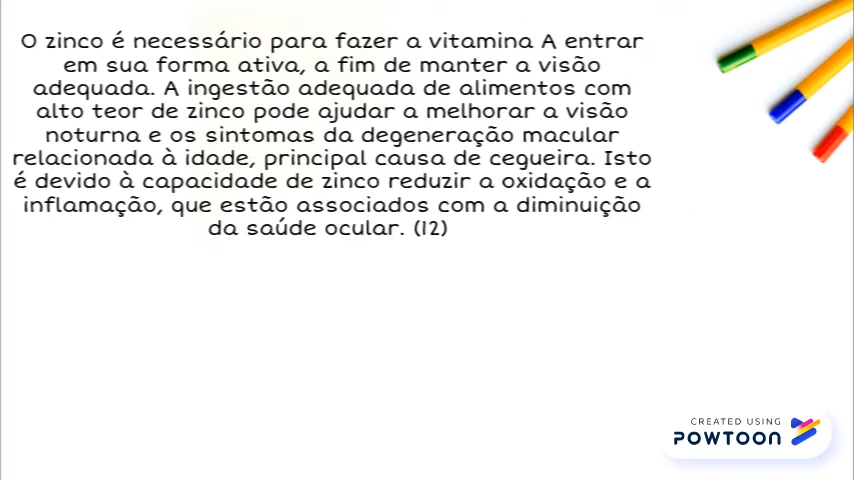 O zinco é necessário para fazer a vitamina A entrar
em sua forma ativa, a fim de manter a visão
adequada. A ingestão adequada de alimentos com
alto teor de zinco pode ajudar a melhorar a visão
noturna e os sintomas da degeneração macular
relacionada à idade, principal causa de cegueira. Isto
é devido à capacidade de zinco reduzir a oxidação e a
inflamação, que estão associados com a diminuição
da saúde ocular. (12)
CREATED USING
POWTOON